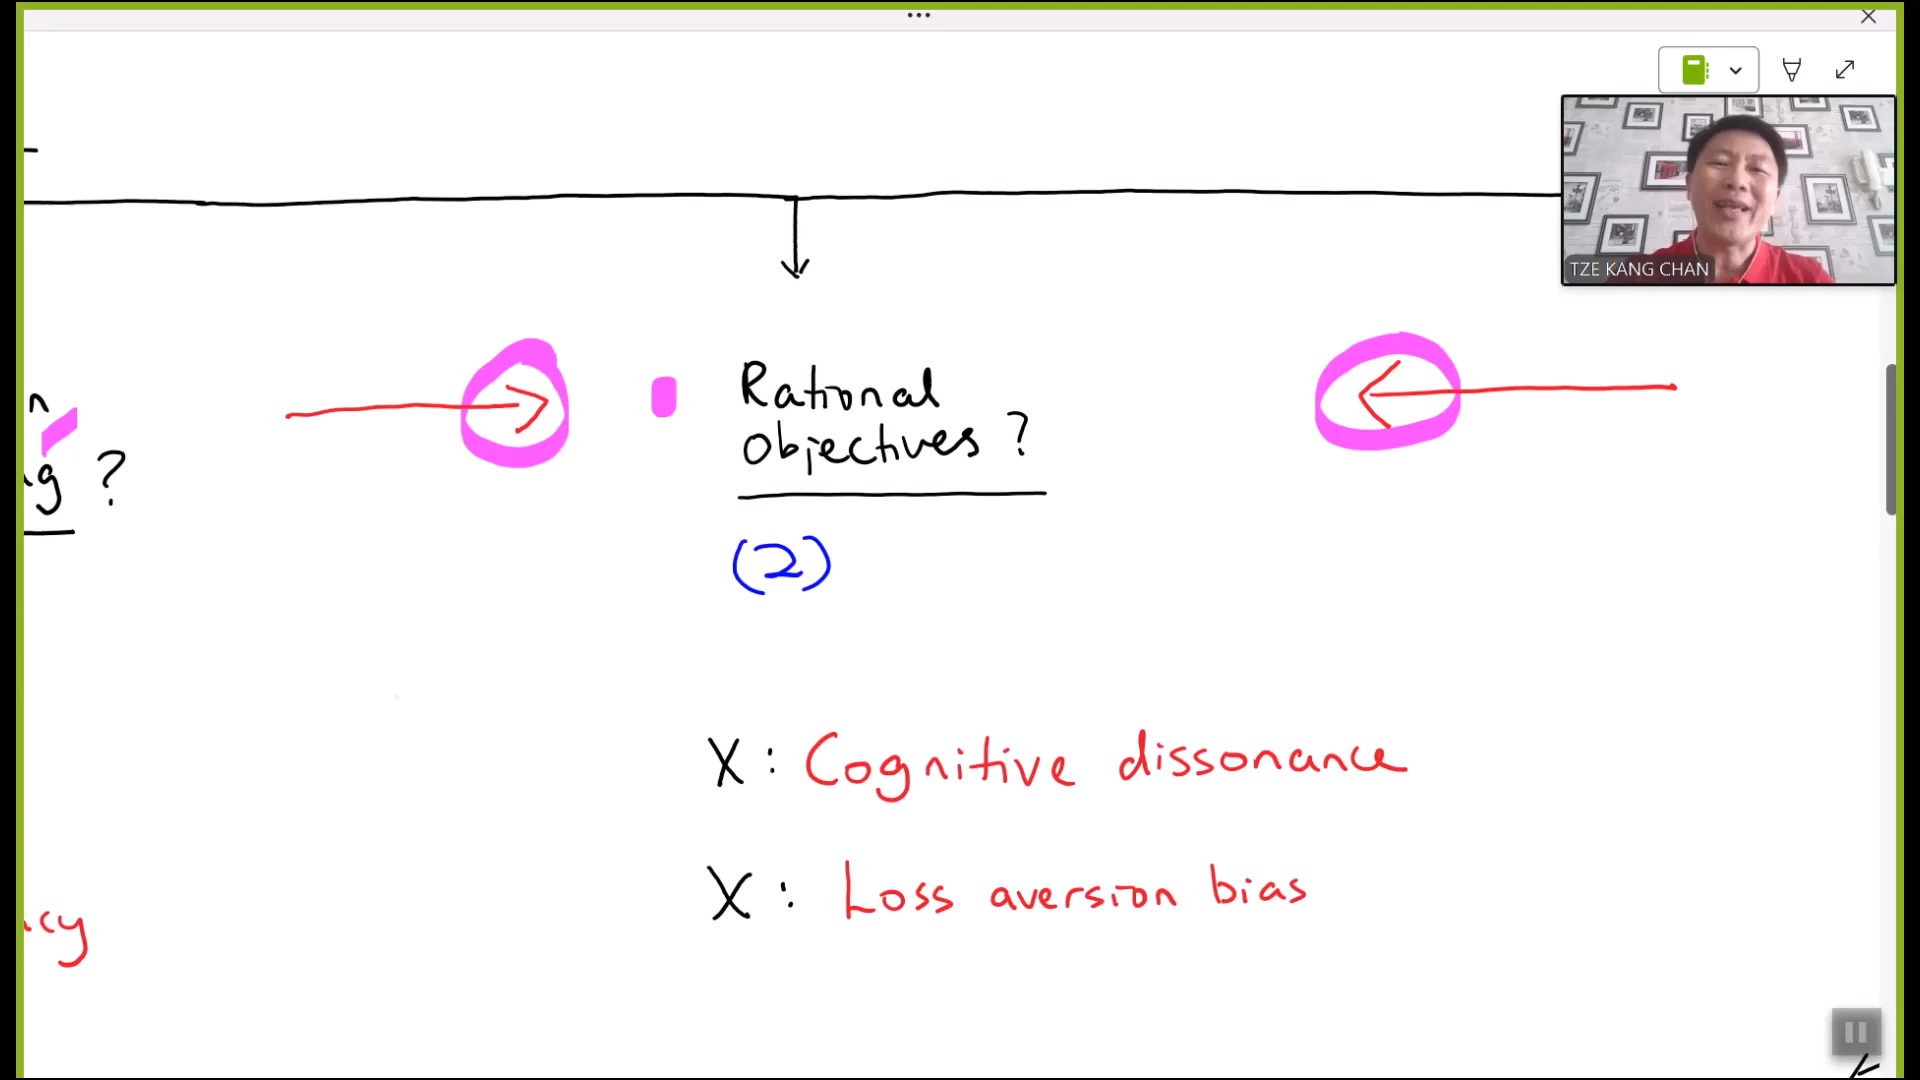 TZE KANG CHAN
Rational
Objectives ?
?
(2)
X : Cognitive dissonance
X : Loss aversion bias